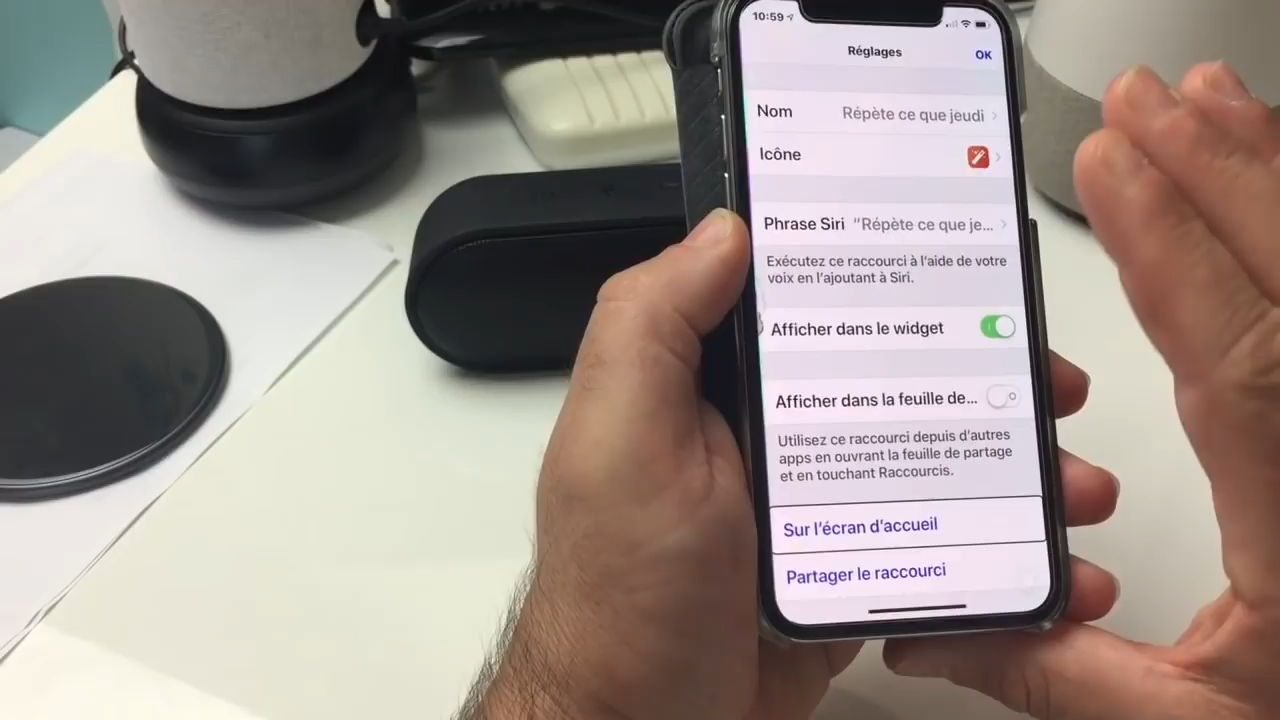 10:59
Réglages
OK
Nom
Répète ce que jeudi
Icône
Phrase Siri
“Répète ce que je...
Exécutez ce raccourci à l’aide de votre
voix en l’ajoutant à Siri.
Afficher dans le widget
Afficher dans la feuille de...
Utilisez ce raccourci depuis d’autres
apps en ouvrant la feuille de partage
et en touchant Raccourcis.
Sur l’écran d’accueil
Partager le raccourci